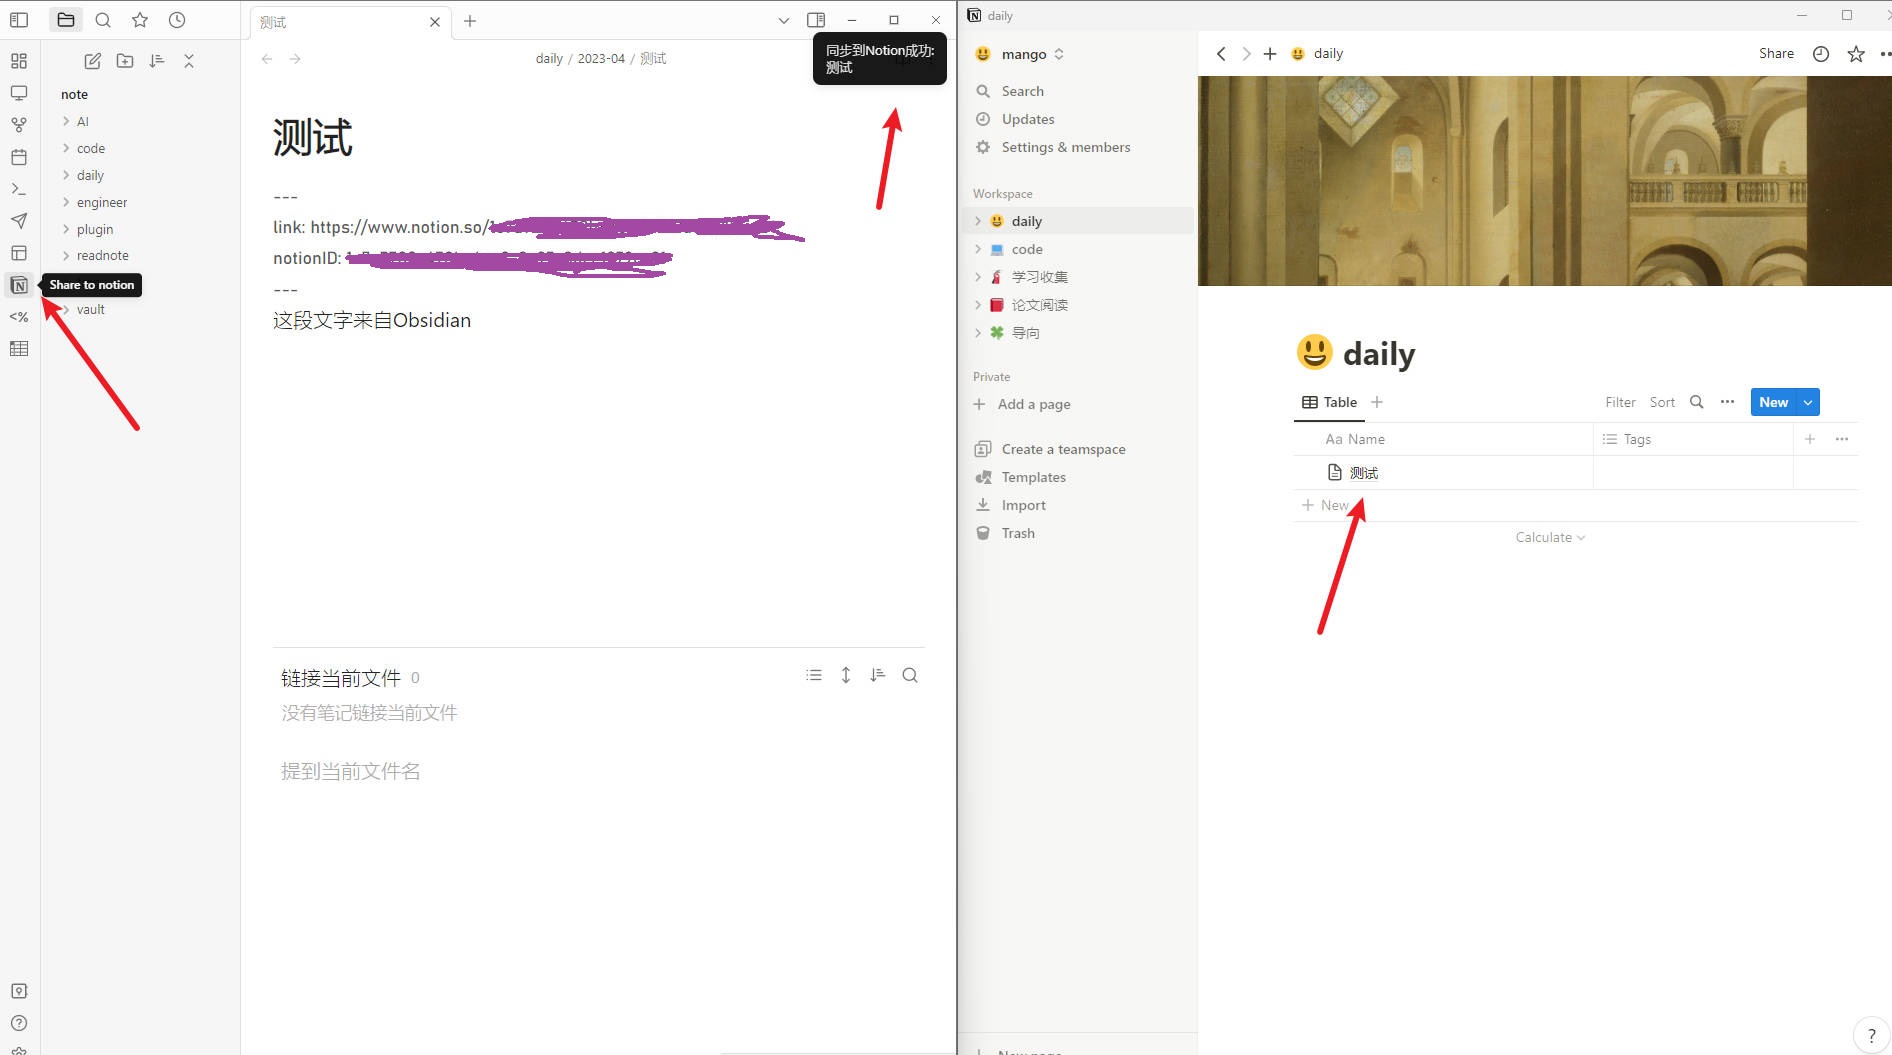 测试
daily / 2023-04 / 测试
同步到Notion成功:
测试
note
AI
code
daily
engineer
plugin
readnote
Share to notion
vault
<%
测试
---
link: https://www.notion.so/
notionID:
---
这段文字来自Obsidian
链接当前文件 0
没有笔记链接当前文件
提到当前文件名
daily
mango
Search
Updates
Settings & members
Workspace
daily
code
学习收集
论文阅读
导向
Private
Add a page
Create a teamspace
Templates
Import
Trash
New page
daily
Share
daily
Table
Filter Sort New
Aa Name Tags
测试
New
Calculate
?